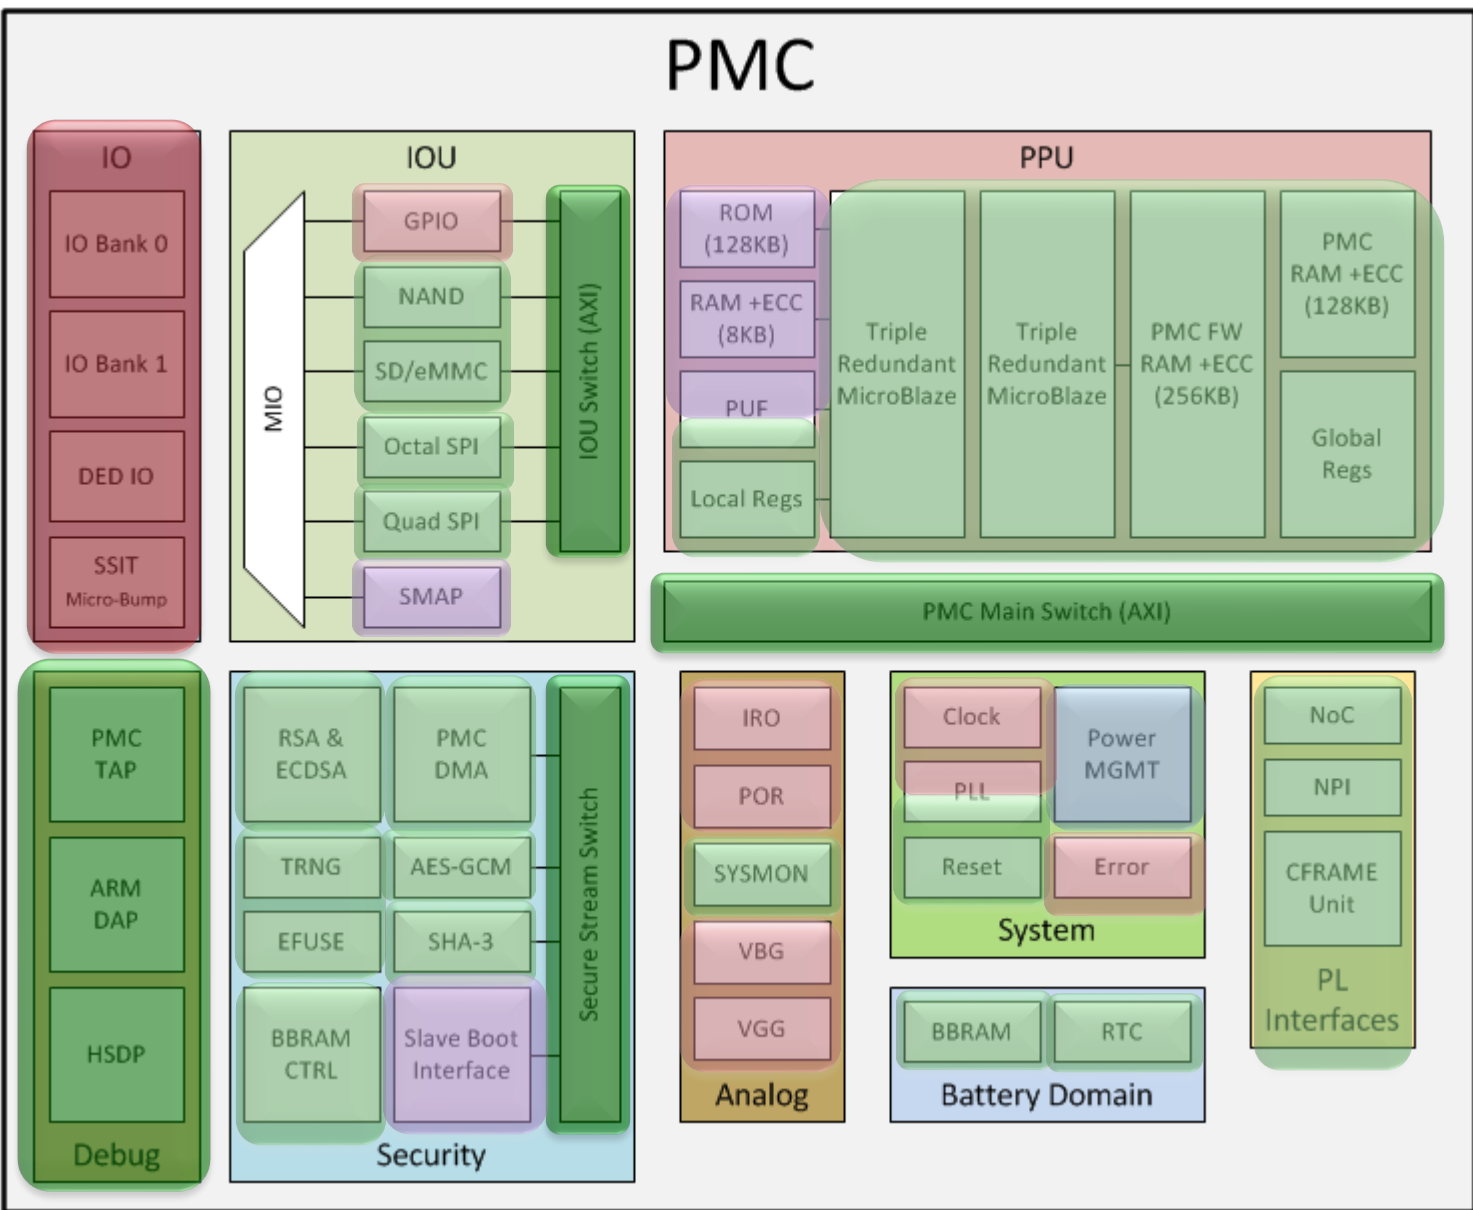 PMC
IO
IO Bank 0
IO Bank 1
DED IO
SSIT
Micro-Bump
IOU
MIO
GPIO
NAND
SD/eMMC
Octal SPI
Quad SPI
SMAP
IOU Switch (AXI)
PPU
ROM
(128KB)
RAM +ECC
(8KB)
PUF
Local Regs
Triple
Redundant
MicroBlaze
Triple
Redundant
MicroBlaze
PMC FW
RAM +ECC
(256KB)
PMC
RAM +ECC
(128KB)
Global
Regs
PMC Main Switch (AXI)
PMC
TAP
ARM
DAP
HSDP
Debug
RSA &
ECDSA
PMC
DMA
TRNG
AES-GCM
EFUSE
SHA-3
BBRAM
CTRL
Slave Boot
Interface
Secure Stream Switch
Security
IRO
POR
SYSMON
VBG
VGG
Analog
Clock
PLL
Reset
Power
MGMT
Error
System
BBRAM
RTC
Battery Domain
NoC
NPI
CFRAME
Unit
PL
Interfaces